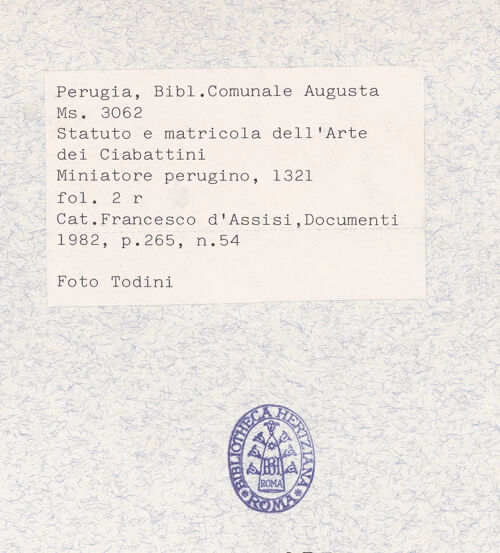 Perugia, Bibl.Comunale Augusta
Ms. 3062
Statuto e matricola dell'Arte
dei Ciabattini
Miniatore perugino, 1321
fol. 2 r
Cat.Francesco d'Assisi,Documenti
1982, p.265, n.54
Foto Todini
BIBLIOTHECA HERTZIANA
ROMA
ROMA